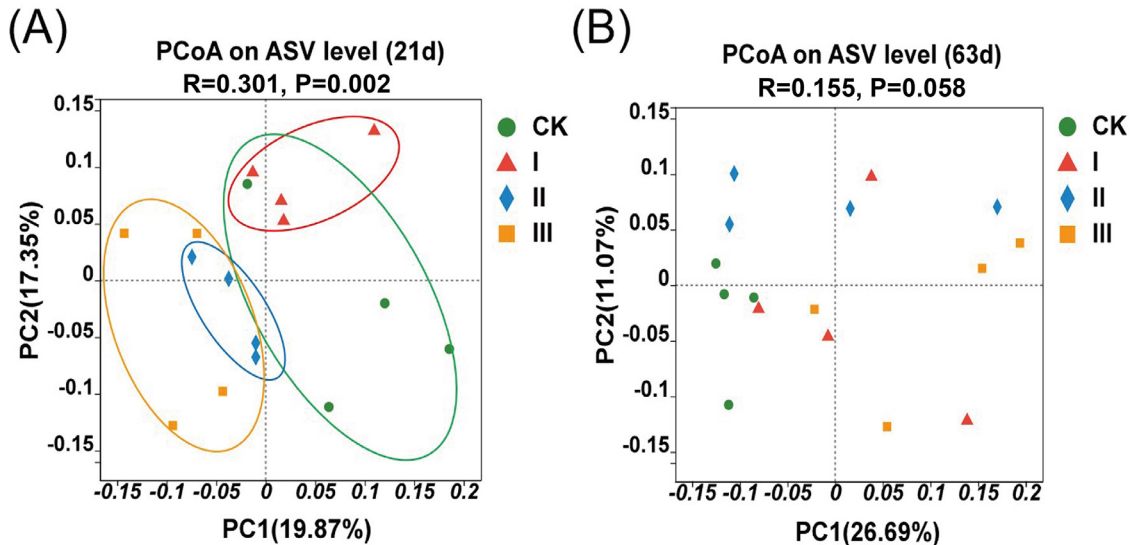 (A)
PCoA on ASV level (21d)
R=0.301, P=0.002
0.15
0.1
0.05
0
-0.05
-0.1
-0.15
PC2(17.35%)
-0.15 -0.1 -0.05 0 0.05 0.1 0.15 0.2
PC1(19.87%)
CK
I
II
III
(B)
PCoA on ASV level (63d)
R=0.155, P=0.058
0.15
0.1
0.05
0
-0.05
-0.1
-0.15
PC2(11.07%)
-0.15 -0.1 -0.05 0 0.05 0.1 0.15 0.2
PC1(26.69%)
CK
I
II
III